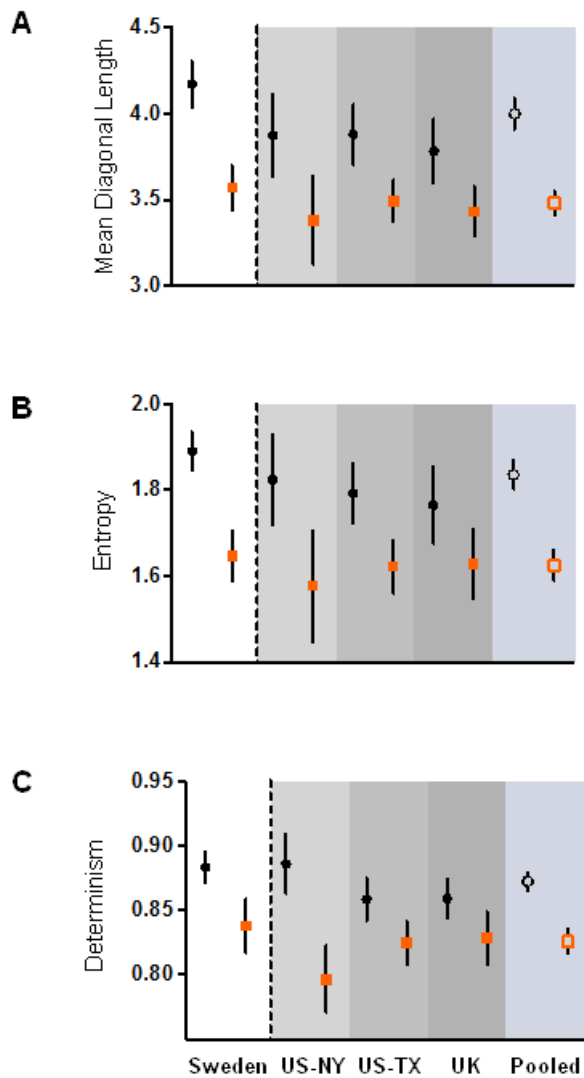 A
Mean Diagonal Length
4.5
4.0
3.5
3.0
B
Entropy
2.0
1.8
1.6
1.4
C
Determinism
0.95
0.90
0.85
0.80
Sweden US-NY US-TX UK Pooled